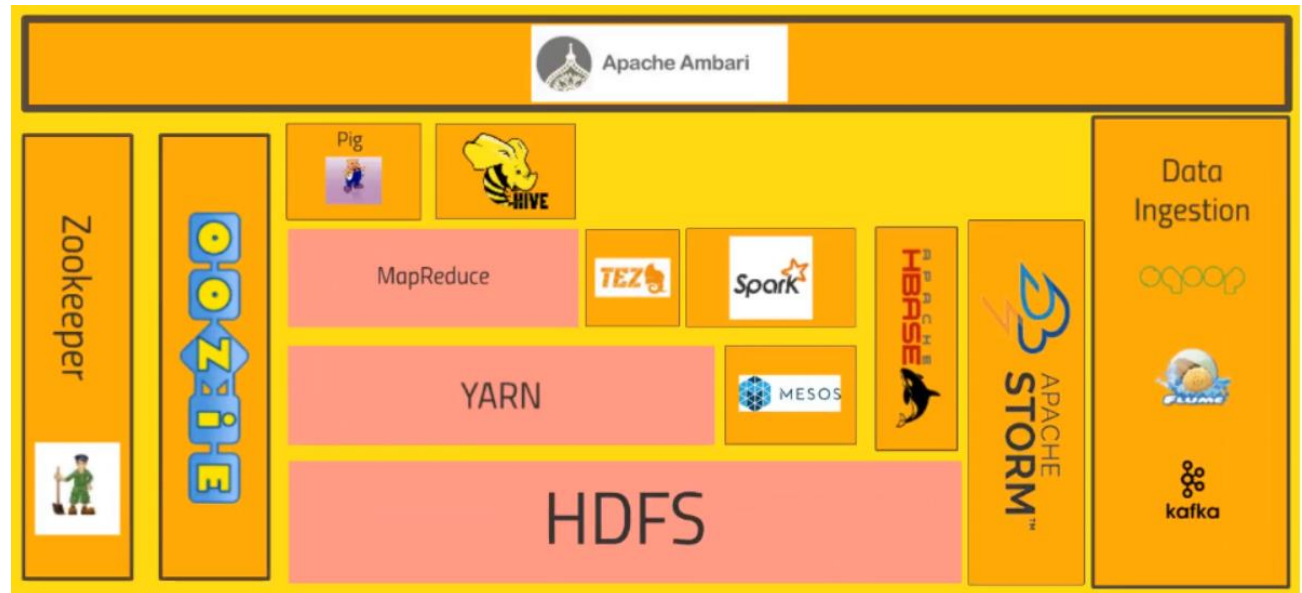 Apache Ambari
Zookeeper
OOZIE
Pig
HIVE
MapReduce
TEZ
Spark
YARN
MESOS
HDFS
APACHE
HBASE
APACHE
STORM™
Data
Ingestion
sqoop
FLUME
kafka